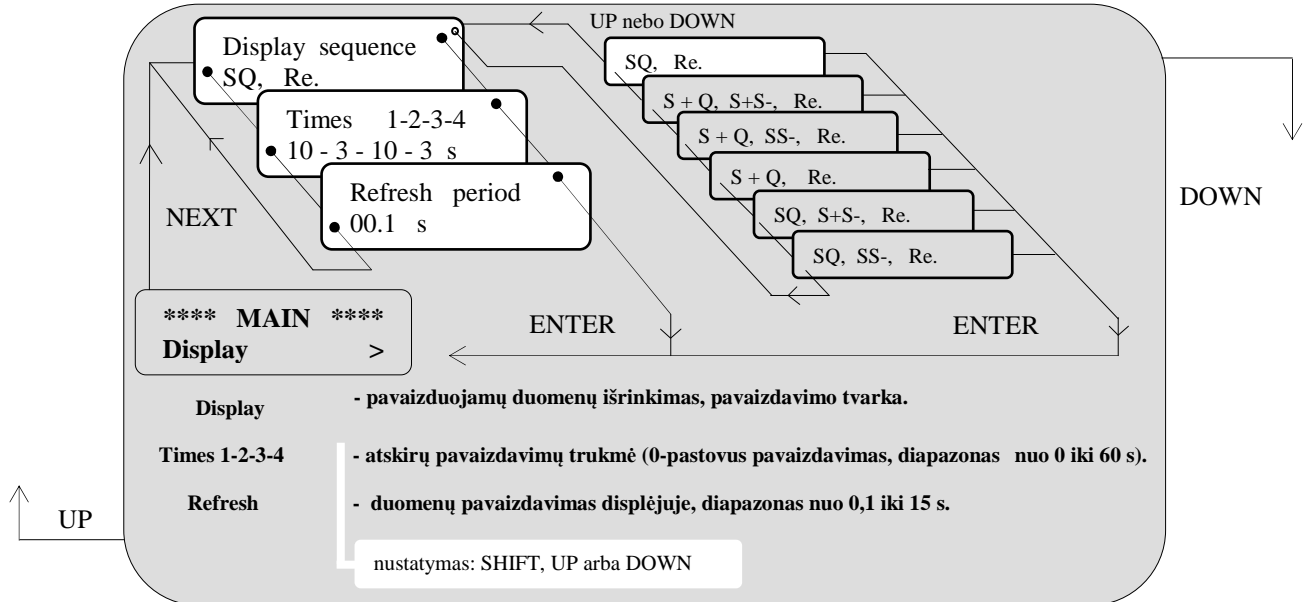 UP nebo DOWN
Display sequence
SQ, Re.
Times 1-2-3-4
10 - 3 - 10 - 3 s
Refresh period
00.1 s
SQ, Re.
S + Q, S+S-, Re.
S + Q, SS-, Re.
S + Q, Re.
SQ, S+S-, Re.
SQ, SS-, Re.
NEXT
DOWN
ENTER
ENTER
**** MAIN ****
Display >
Display - pavaizduojamų duomenų išrinkimas, pavaizdavimo tvarka.
Times 1-2-3-4 - atskirų pavaizdavimų trukmė (0-pastovus pavaizdavimas, diapazonas nuo 0 iki 60 s).
Refresh - duomenų pavaizdavimas displėjuje, diapazonas nuo 0,1 iki 15 s.
UP
nustatymas: SHIFT, UP arba DOWN